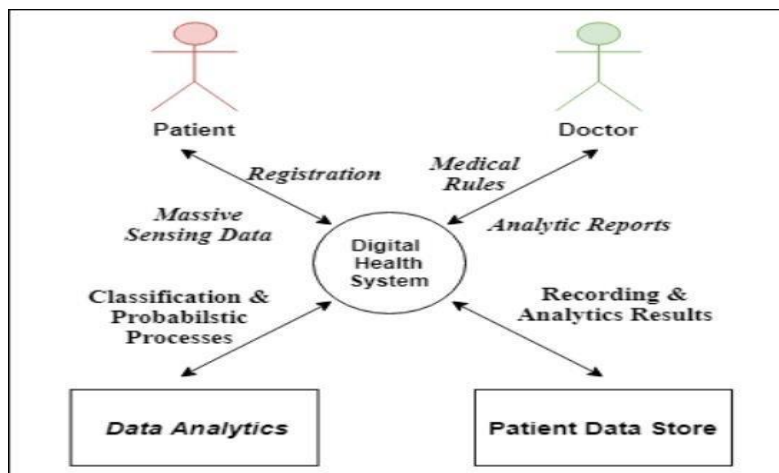 Patient
Doctor
Registration
Medical
Rules
Massive
Sensing Data
Analytic Reports
Digital
Health
System
Classification &
Probabilstic
Processes
Recording &
Analytics Results
Data Analytics
Patient Data Store